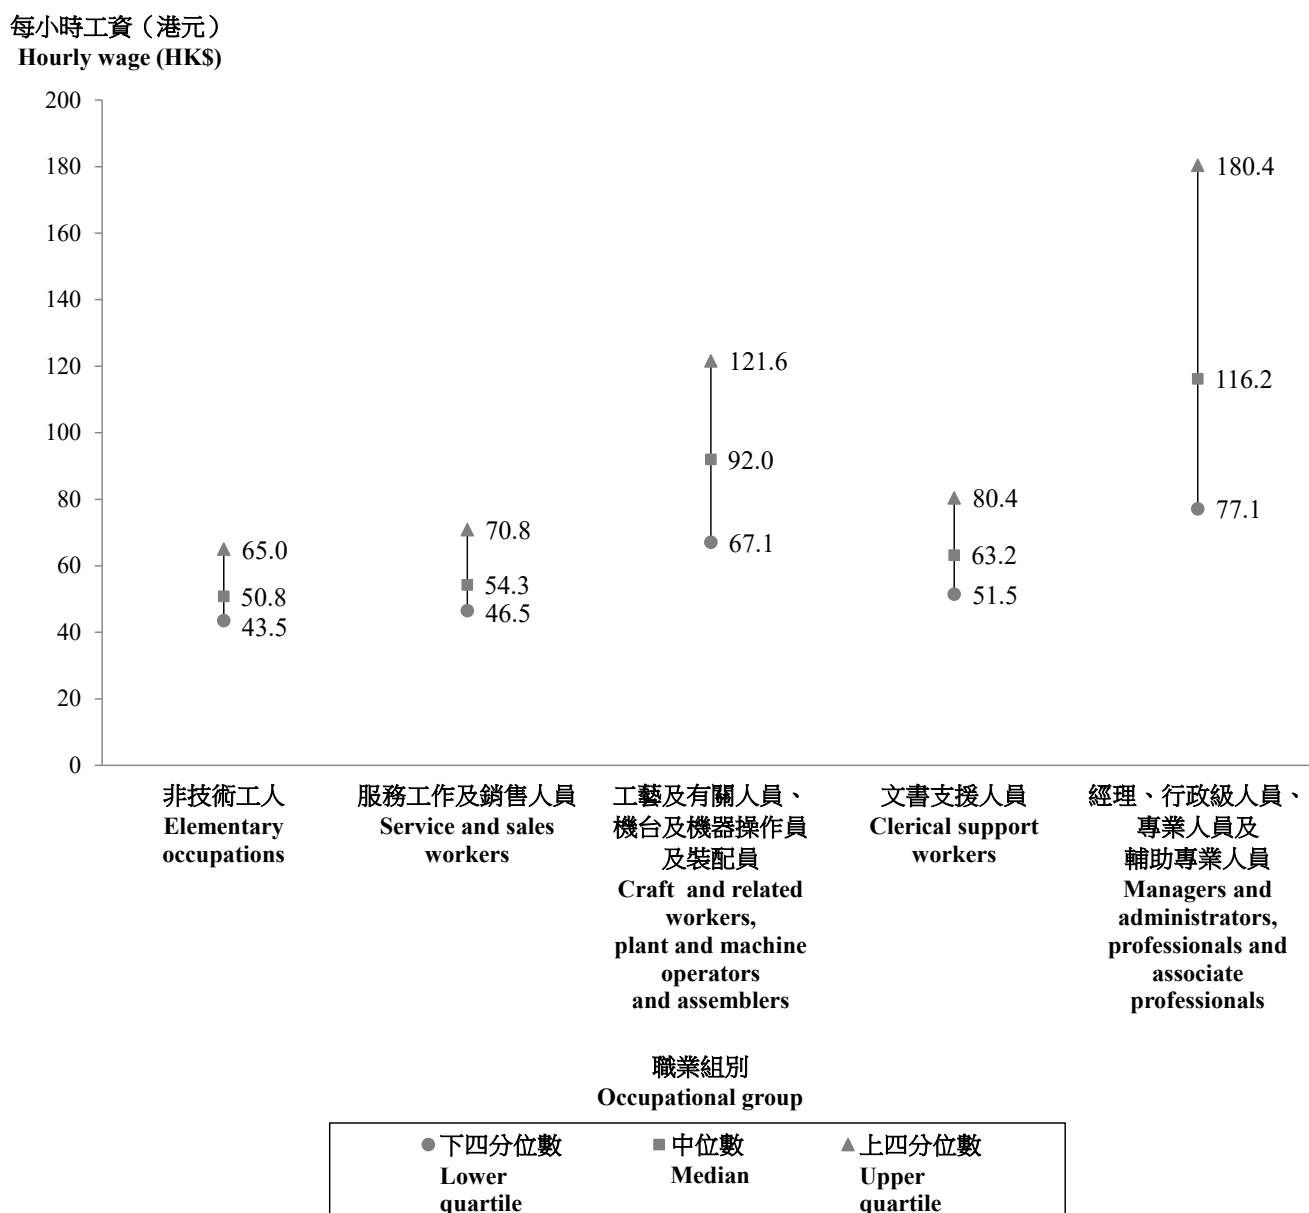 每小時工資（港元）
Hourly wage (HK$)
200
180
160
140
120
100
80
60
40
20
0
65.0
50.8
43.5
70.8
54.3
46.5
121.6
92.0
67.1
80.4
63.2
51.5
180.4
116.2
77.1
非技術工人
Elementary
occupations
服務工作及銷售人員
Service and sales
workers
工藝及有關人員、
機台及機器操作員
及裝配員
Craft and related
workers,
plant and machine
operators
and assemblers
文書支援人員
Clerical support
workers
經理、行政級人員、
專業人員及
輔助專業人員
Managers and
administrators,
professionals and
associate
professionals
職業組別
Occupational group
下四分位數
Lower
quartile
中位數
Median
上四分位數
Upper
quartile